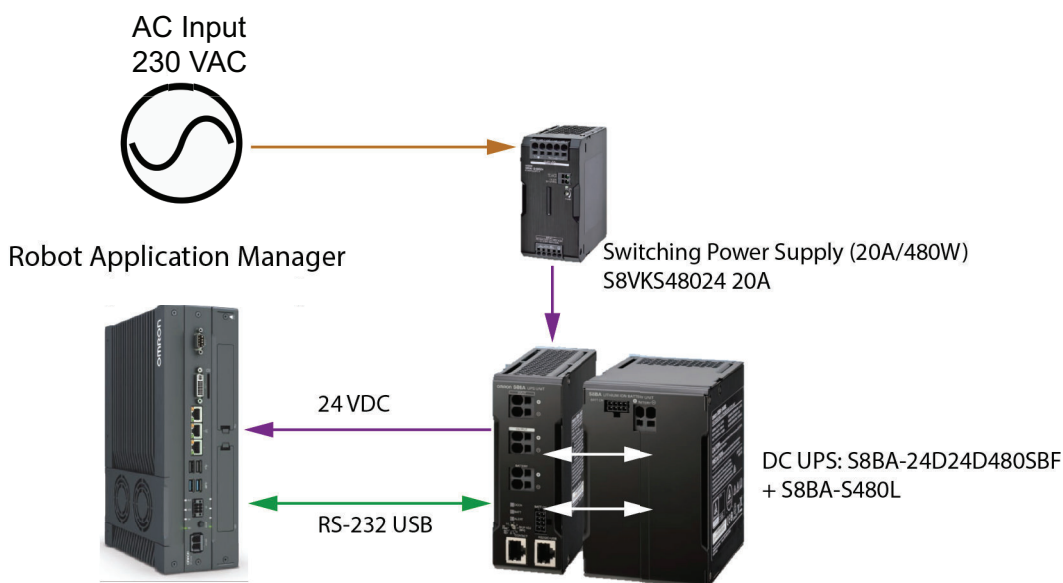 AC Input
230 VAC
Robot Application Manager
Switching Power Supply (20A/480W)
S8VKS48024 20A
omron
24 VDC
RS-232 USB
DC UPS: S8BA-24D24D480SBF
+ S8BA-S480L